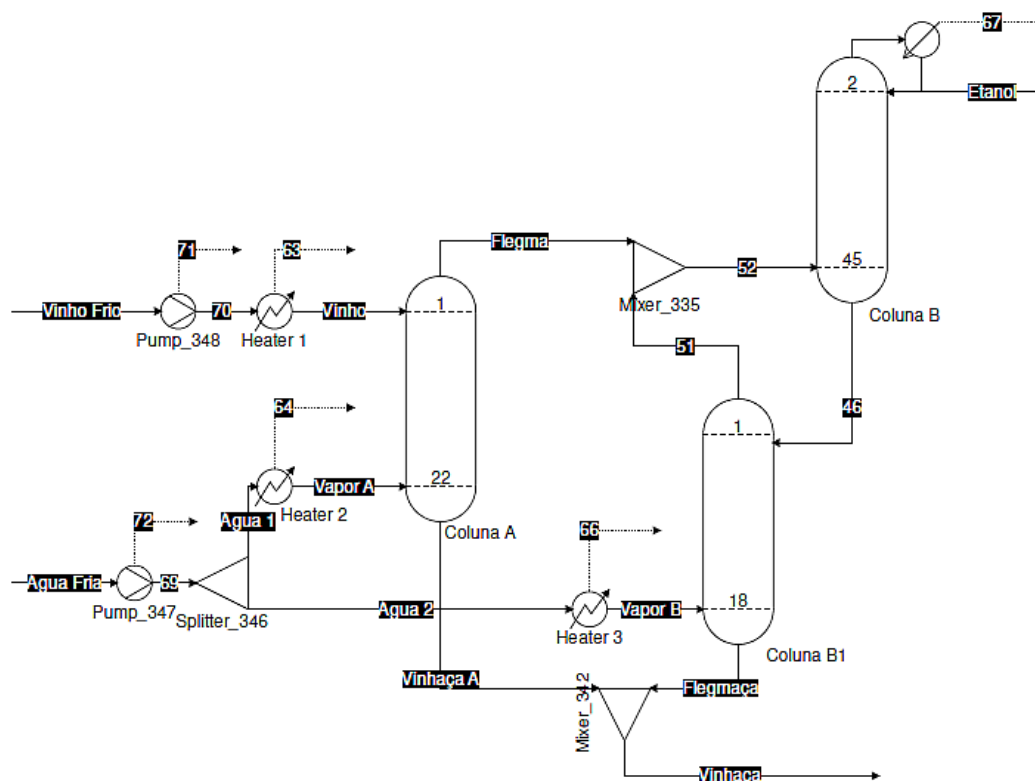 67
2
Etanol
71
63
Flegma
Vinho Frio
70
Vinho
1
52
45
Pump_348
Heater 1
Mixer_335
Coluna B
51
64
46
1
Vapor A
22
Agua 1
Heater 2
72
Coluna A
66
Agua Fria
69
Agua 2
Vapor B
18
Pump_347
Splitter_346
Heater 3
Coluna B1
Vinhaça A
Flegmaça
Mixer_342
Vinhaça